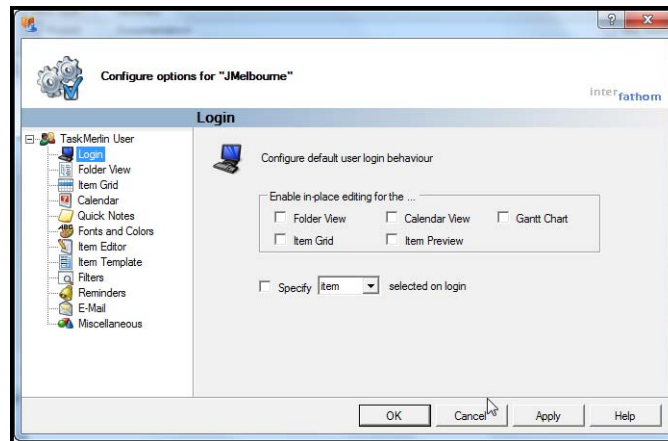 Configure options for "JMelbourne"
inter fathom
Login
TaskMerlin User
Login
Folder View
Item Grid
Calendar
Quick Notes
Fonts and Colors
Item Editor
Item Template
Filters
Reminders
E-Mail
Miscellaneous
Configure default user login behaviour
Enable in-place editing for the ...
Folder View Calendar View Gantt Chart
Item Grid Item Preview
Specify item selected on login
OK Cancel Apply Help